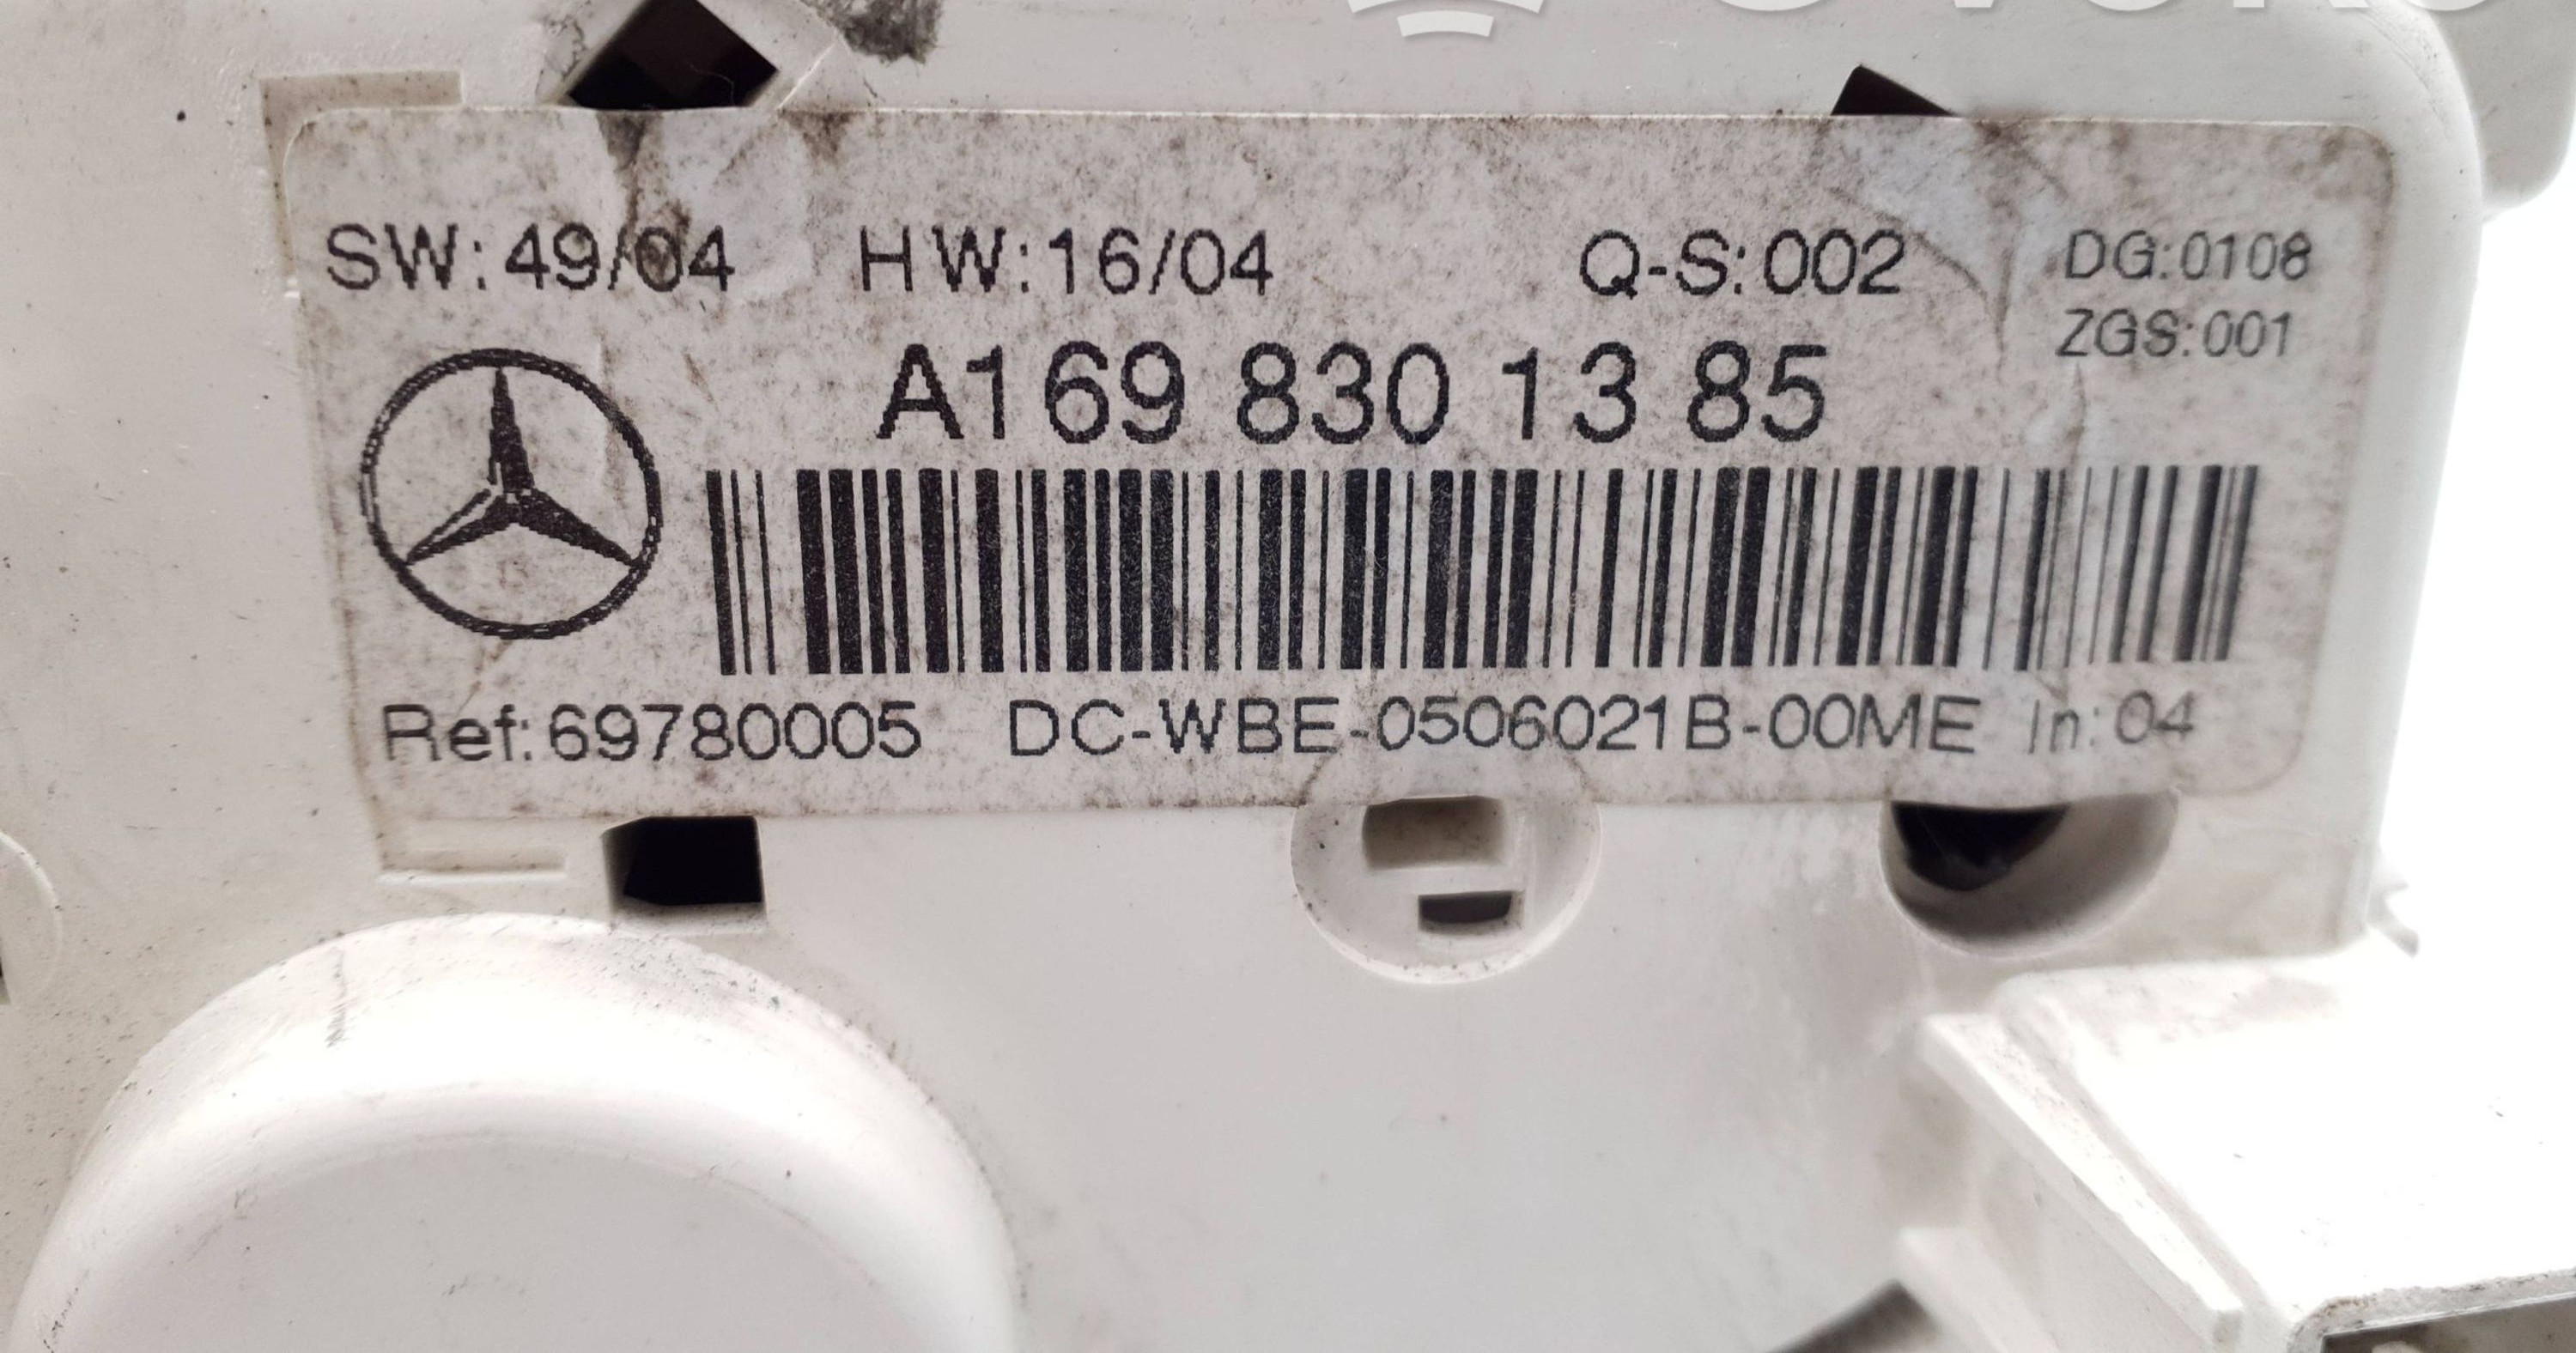 SW: 49/04 HW:16/04 Q-S:002 DG:0108
ZGS:001
A169 830 13 85
Ref:69780005 DC-WBE-0506021B-00ME In:04